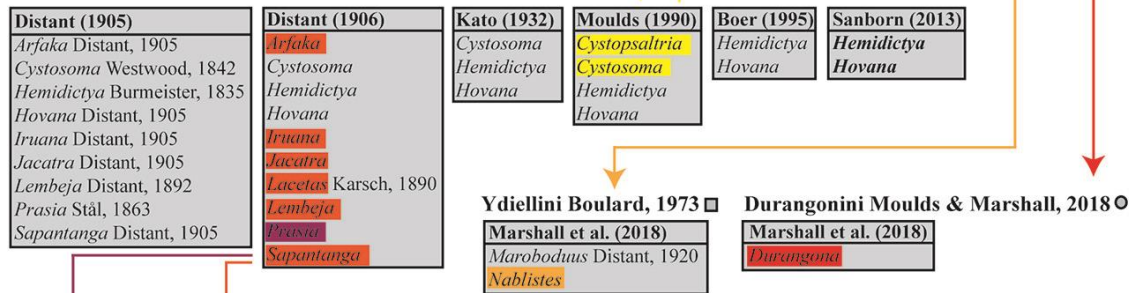 Distant (1905)
Arfaka Distant, 1905
Cystosoma Westwood, 1842
Hemidictya Burmeister, 1835
Hovana Distant, 1905
Iruana Distant, 1905
Jacatra Distant, 1905
Lembeja Distant, 1892
Prasia Stål, 1863
Sapantanga Distant, 1905
Distant (1906)
Arfaka
Cystosoma
Hemidictya
Hovana
Iruana
Jacatra
Lacetas Karsch, 1890
Lembeja
Prasia
Sapantanga
Kato (1932)
Cystosoma
Hemidictya
Hovana
Moulds (1990)
Cystopsaltria
Cystosoma
Hemidictya
Hovana
Boer (1995)
Hemidictya
Hovana
Sanborn (2013)
Hemidictya
Hovana
Ydiellini Boulard, 1973
Marshall et al. (2018)
Maroboduus Distant, 1920
Nablistes
Durangonini Moulds & Marshall, 2018
Marshall et al. (2018)
Durangona